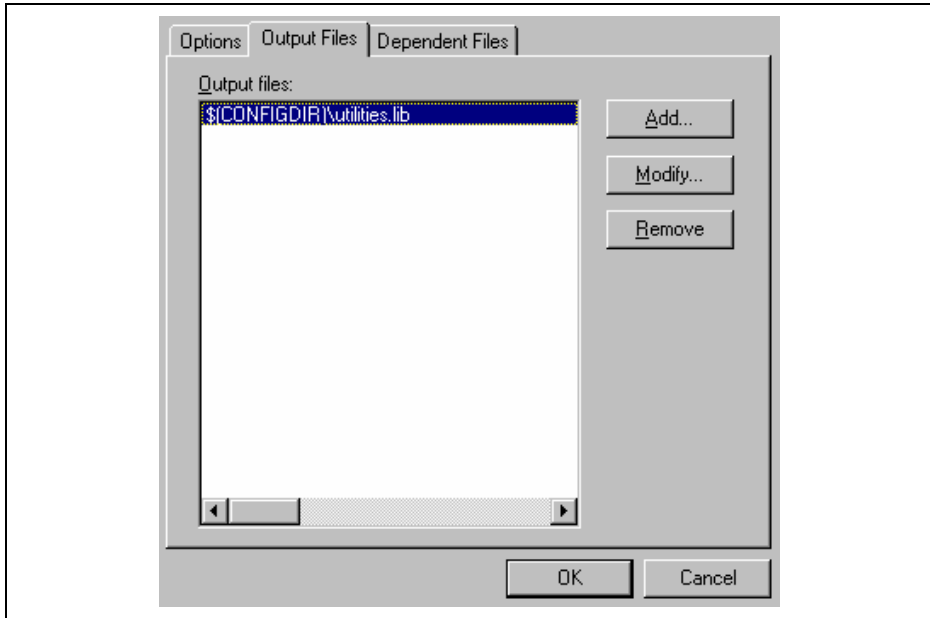 Options Output Files Dependent Files
Output files:
$(CONFIGDIR)\utilities.lib
Add...
Modify...
Remove
OK Cancel